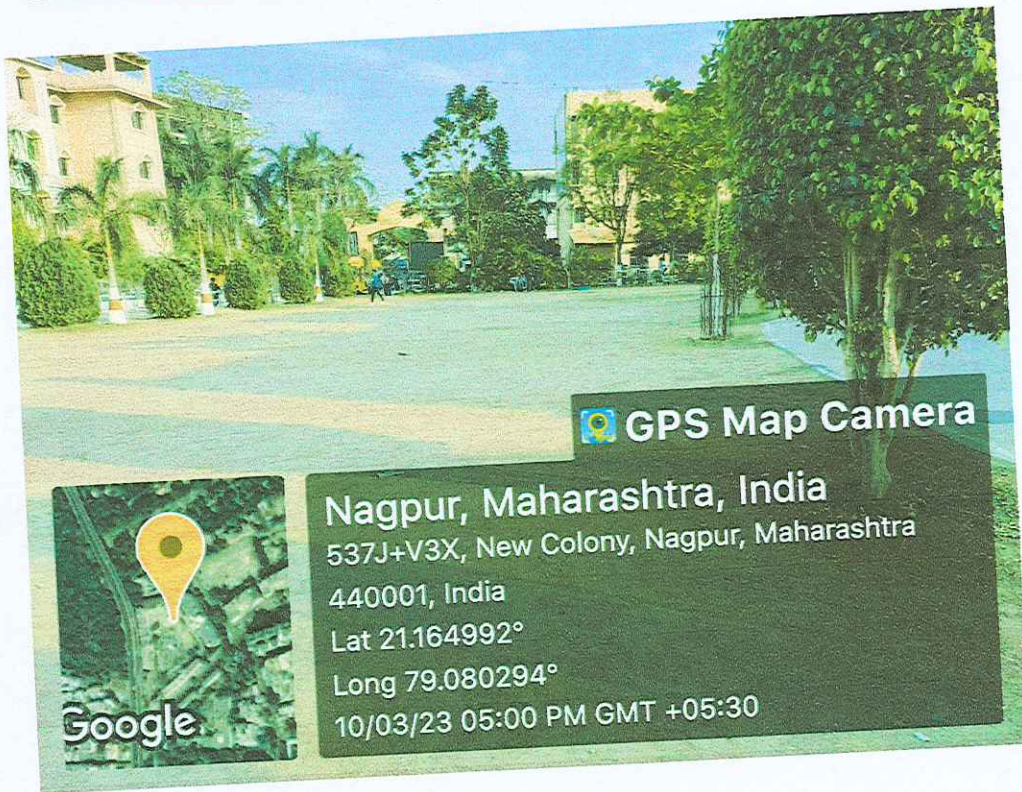 GPS Map Camera
Nagpur, Maharashtra, India
537J+V3X, New Colony, Nagpur, Maharashtra
440001, India
Lat 21.164992°
Long 79.080294°
10/03/23 05:00 PM GMT +05:30
Google